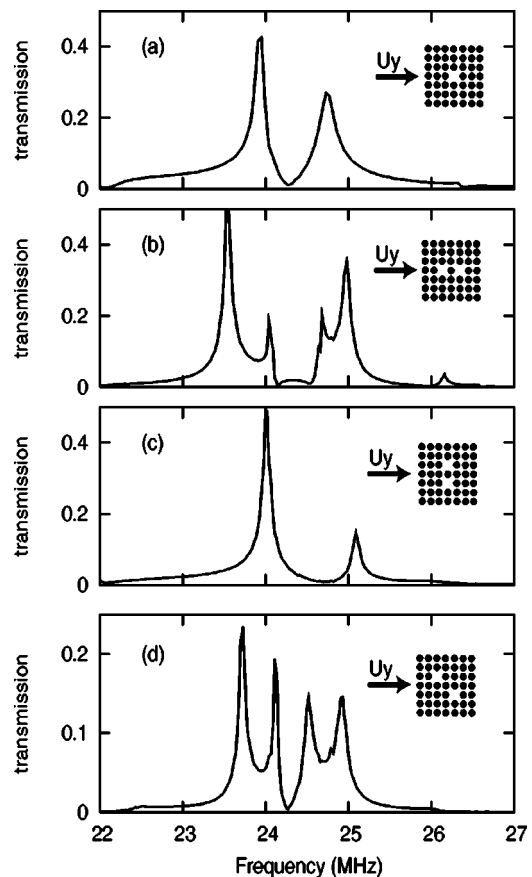 transmission
0.4
0.2
0
(a)
Uy
transmission
0.4
0.2
0
(b)
Uy
transmission
0.4
0.2
0
(c)
Uy
transmission
0.2
0.1
0
(d)
Uy
22 23 24 25 26 27
Frequency (MHz)